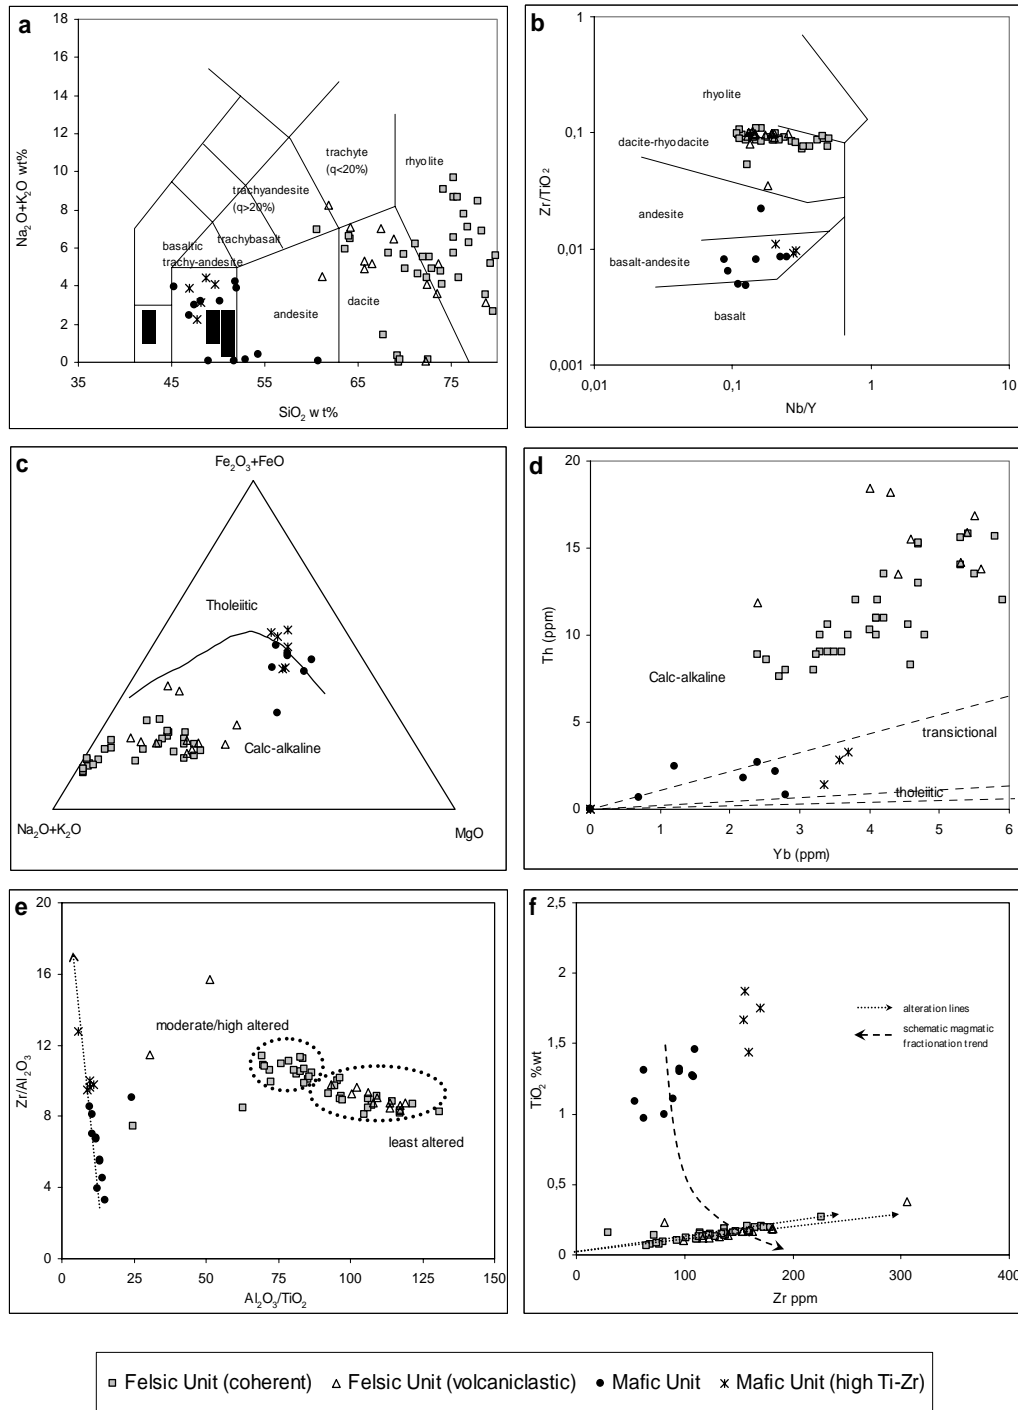 a
18
16
14
12
10
8
6
4
2
0
Na2O+K2O wt%
trachyte
(q<20%)
rhyolite
trachyandesite
(q>20%)
trachybasalt
basaltic
trachy-andesite
andesite
dacite
35 45 55 65 75
SiO2 wt%
b
1
0,1
0,01
0,001
Zr/TiO2
rhyolite
dacite-rhyodacite
andesite
basalt-andesite
basalt
0,01 0,1 1 10
Nb/Y
c
Fe2O3+FeO
Tholeiitic
Calc-alkaline
Na2O+K2O
MgO
d
20
15
10
5
0
Th (ppm)
Calc-alkaline
transictional
tholeiitic
0 1 2 3 4 5 6
Yb (ppm)
e
20
16
12
8
4
0
Zr/Al2O3
moderate/high altered
least altered
0 25 50 75 100 125 150
Al2O3/TiO2
f
2,5
2
1,5
1
0,5
0
TiO2 %wt
alteration lines
schematic magmatic
fractionation trend
0 100 200 300 400
Zr ppm
Felsic Unit (coherent) Felsic Unit (volcaniclastic) Mafic Unit Mafic Unit (high Ti-Zr)